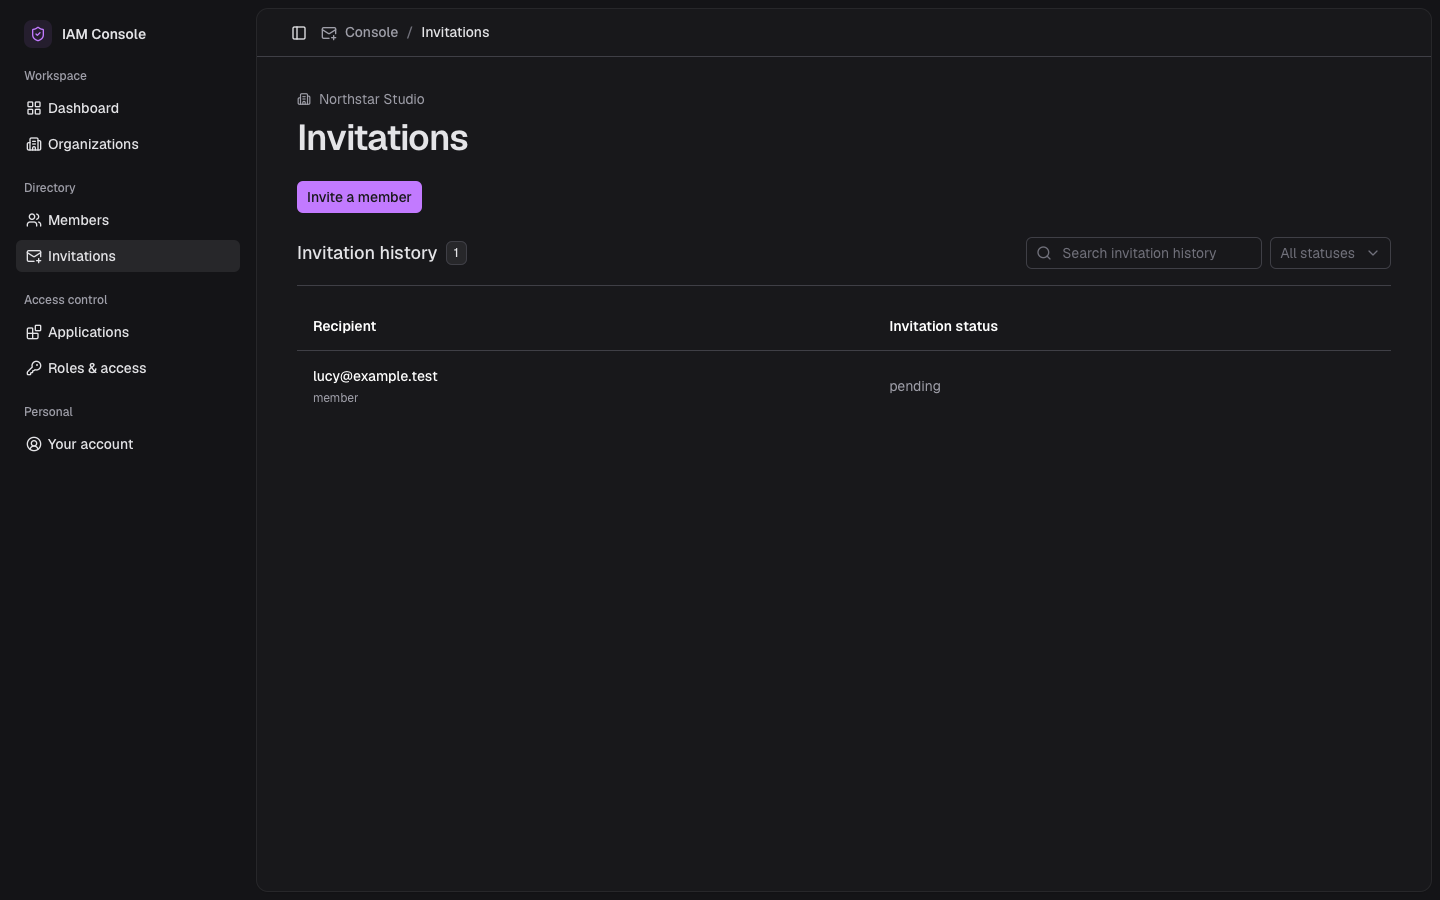 IAM Console
Workspace
Dashboard
Organizations
Directory
Members
Invitations
Access control
Applications
Roles & access
Personal
Your account
Console / Invitations
Northstar Studio
Invitations
Invite a member
Invitation history 1
Search invitation history
All statuses
Recipient
Invitation status
lucy@example.test
member
pending